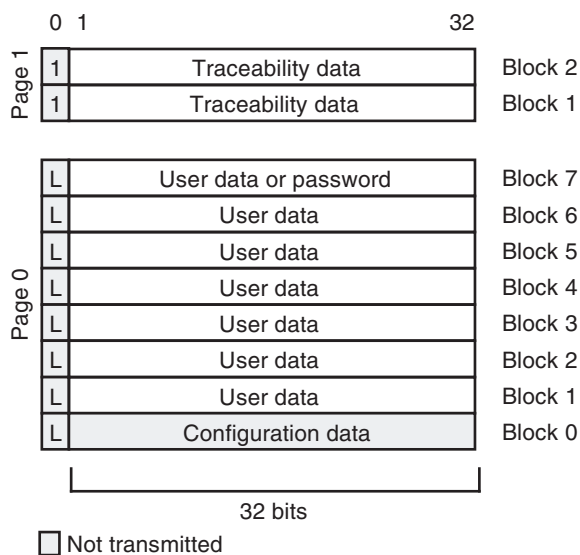 0 1 32
Page 1
1 Traceability data Block 2
1 Traceability data Block 1
Page 0
L User data or password Block 7
L User data Block 6
L User data Block 5
L User data Block 4
L User data Block 3
L User data Block 2
L User data Block 1
L Configuration data Block 0
32 bits
Not transmitted